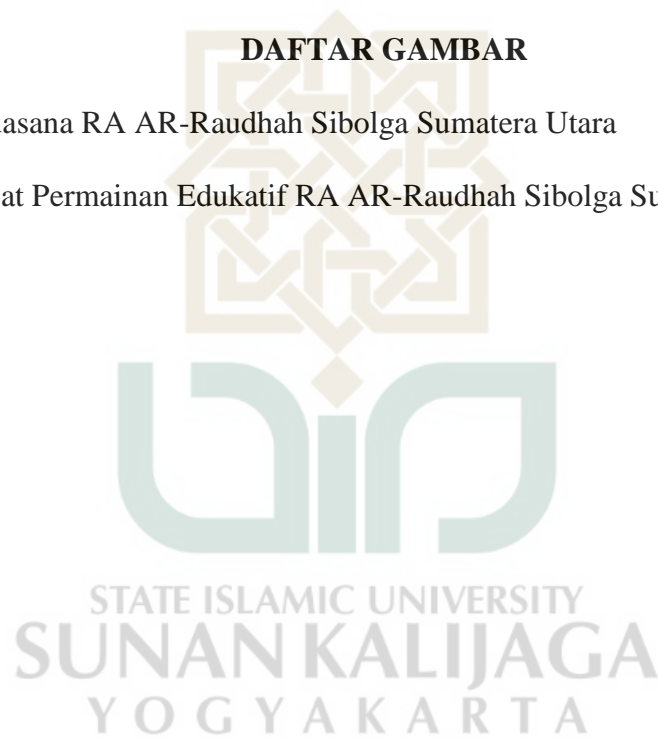 DAFTAR GAMBAR
asana RA AR-Raudhah Sibolga Sumatera Utara
at Permainan Edukatif RA AR-Raudhah Sibolga Su
STATE ISLAMIC UNIVERSITY
SUNAN KALIJAGA
YOGYAKARTA